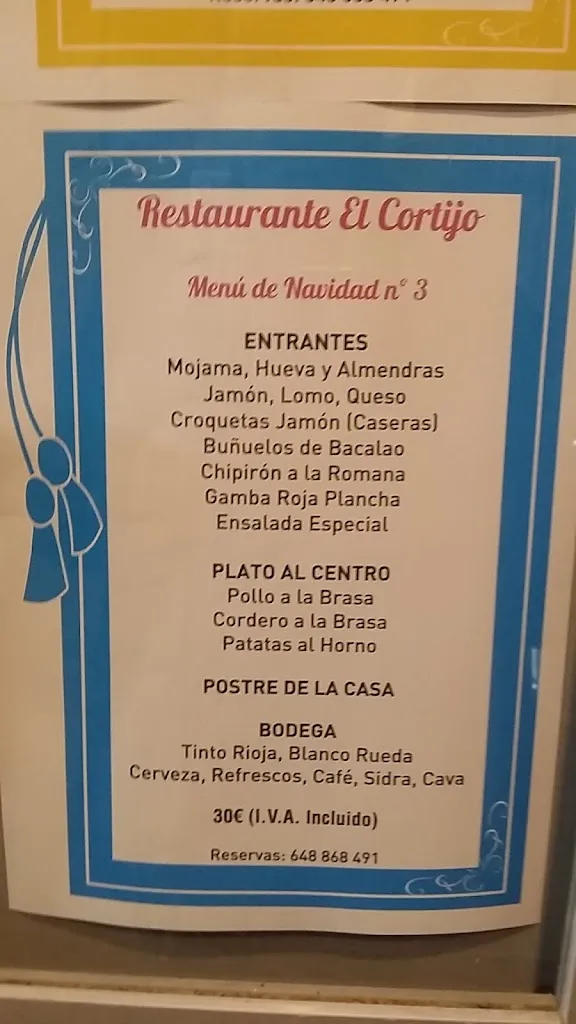 Restaurante El Cortijo
Menú de Navidad n° 3
ENTRANTES
Mojama, Hueva y Almendras
Jamón, Lomo, Queso
Croquetas Jamón (Caseras)
Buñuelos de Bacalao
Chipirón a la Romana
Gamba Roja Plancha
Ensalada Especial
PLATO AL CENTRO
Pollo a la Brasa
Cordero a la Brasa
Patatas al Horno
POSTRE DE LA CASA
BODEGA
Tinto Rioja, Blanco Rueda
Cerveza, Refrescos, Café, Sidra, Cava
30€ (I.V.A. Incluido)
Reservas: 648 868 491